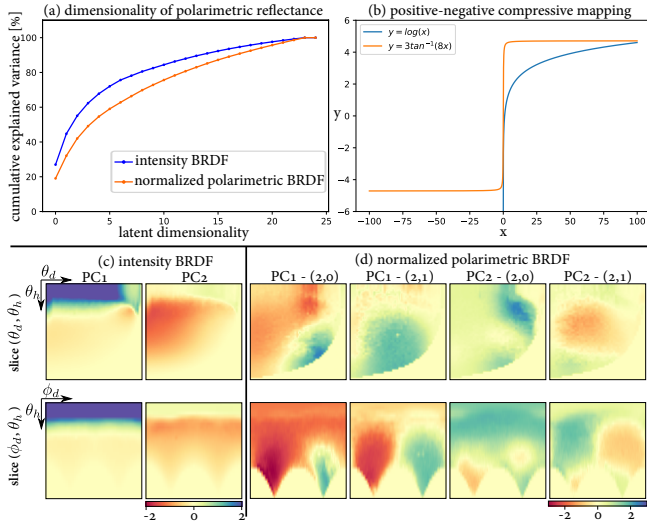 (a) dimensionality of polarimetric reflectance
cumulative explained variance [%]
100
80
60
40
20
0
0 5 10 15 20 25
latent dimensionality
intensity BRDF
normalized polarimetric BRDF
(b) positive-negative compressive mapping
y = log(x)
y = 3tan⁻¹(8x)
y
6
4
2
0
−2
−4
−6
−100 −75 −50 −25 0 25 50 75 100
x
(c) intensity BRDF
PC1 PC2
θd
θh
slice (θd, θh)
ϕd
θh
slice (ϕd, θh)
-2 0 2
(d) normalized polarimetric BRDF
PC1 - (2,0) PC1 - (2,1) PC2 - (2,0) PC2 - (2,1)
-2 0 2